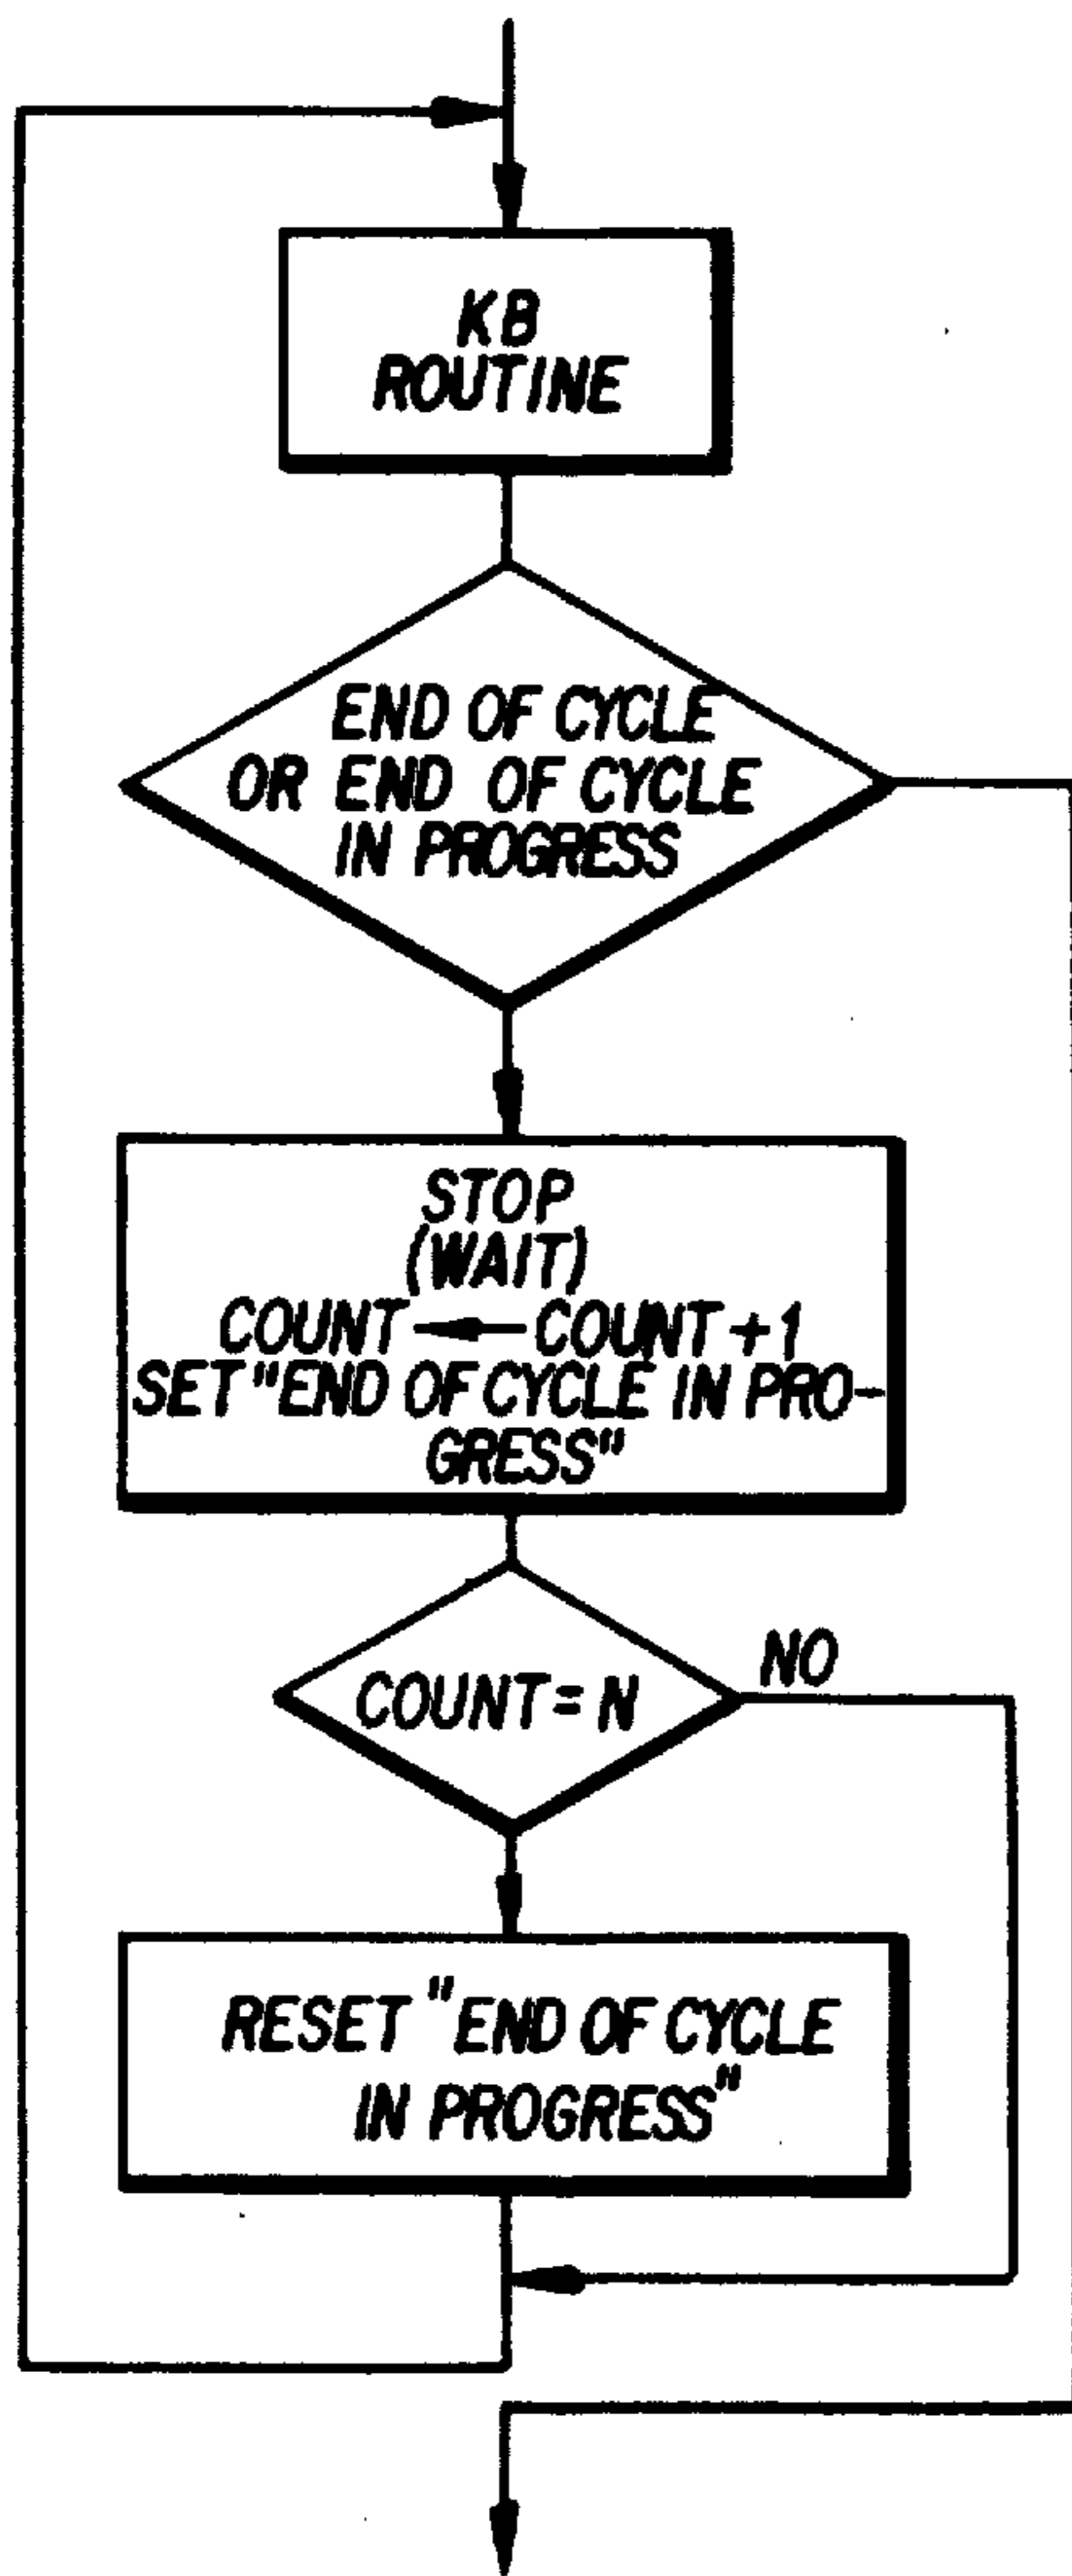 KB
ROUTINE
END OF CYCLE
OR END OF CYCLE
IN PROGRESS
STOP
(WAIT)
COUNT ← COUNT +1
SET "END OF CYCLE IN PRO-
GRESS"
COUNT = N
NO
RESET "END OF CYCLE
IN PROGRESS"